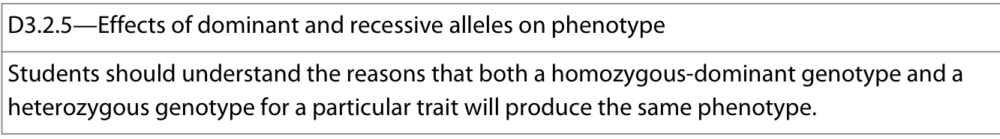 D3.2.5—Effects of dominant and recessive alleles on phenotype
Students should understand the reasons that both a homozygous-dominant genotype and a
heterozygous genotype for a particular trait will produce the same phenotype.